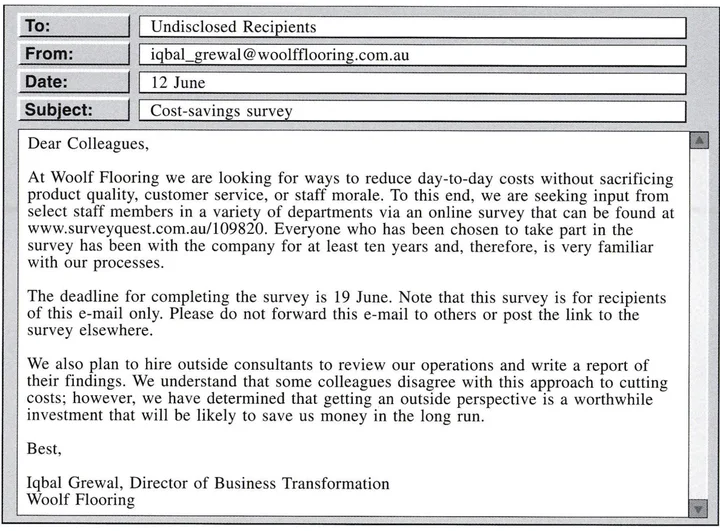 To: Undisclosed Recipients
From: iqbal_grewal@woolfflooring.com.au
Date: 12 June
Subject: Cost-savings survey
Dear Colleagues,
At Woolf Flooring we are looking for ways to reduce day-to-day costs without sacrificing
product quality, customer service, or staff morale. To this end, we are seeking input from
select staff members in a variety of departments via an online survey that can be found at
www.surveyquest.com.au/109820. Everyone who has been chosen to take part in the
survey has been with the company for at least ten years and, therefore, is very familiar
with our processes.
The deadline for completing the survey is 19 June. Note that this survey is for recipients
of this e-mail only. Please do not forward this e-mail to others or post the link to the
survey elsewhere.
We also plan to hire outside consultants to review our operations and write a report of
their findings. We understand that some colleagues disagree with this approach to cutting
costs; however, we have determined that getting an outside perspective is a worthwhile
investment that will be likely to save us money in the long run.
Best,
Iqbal Grewal, Director of Business Transformation
Woolf Flooring